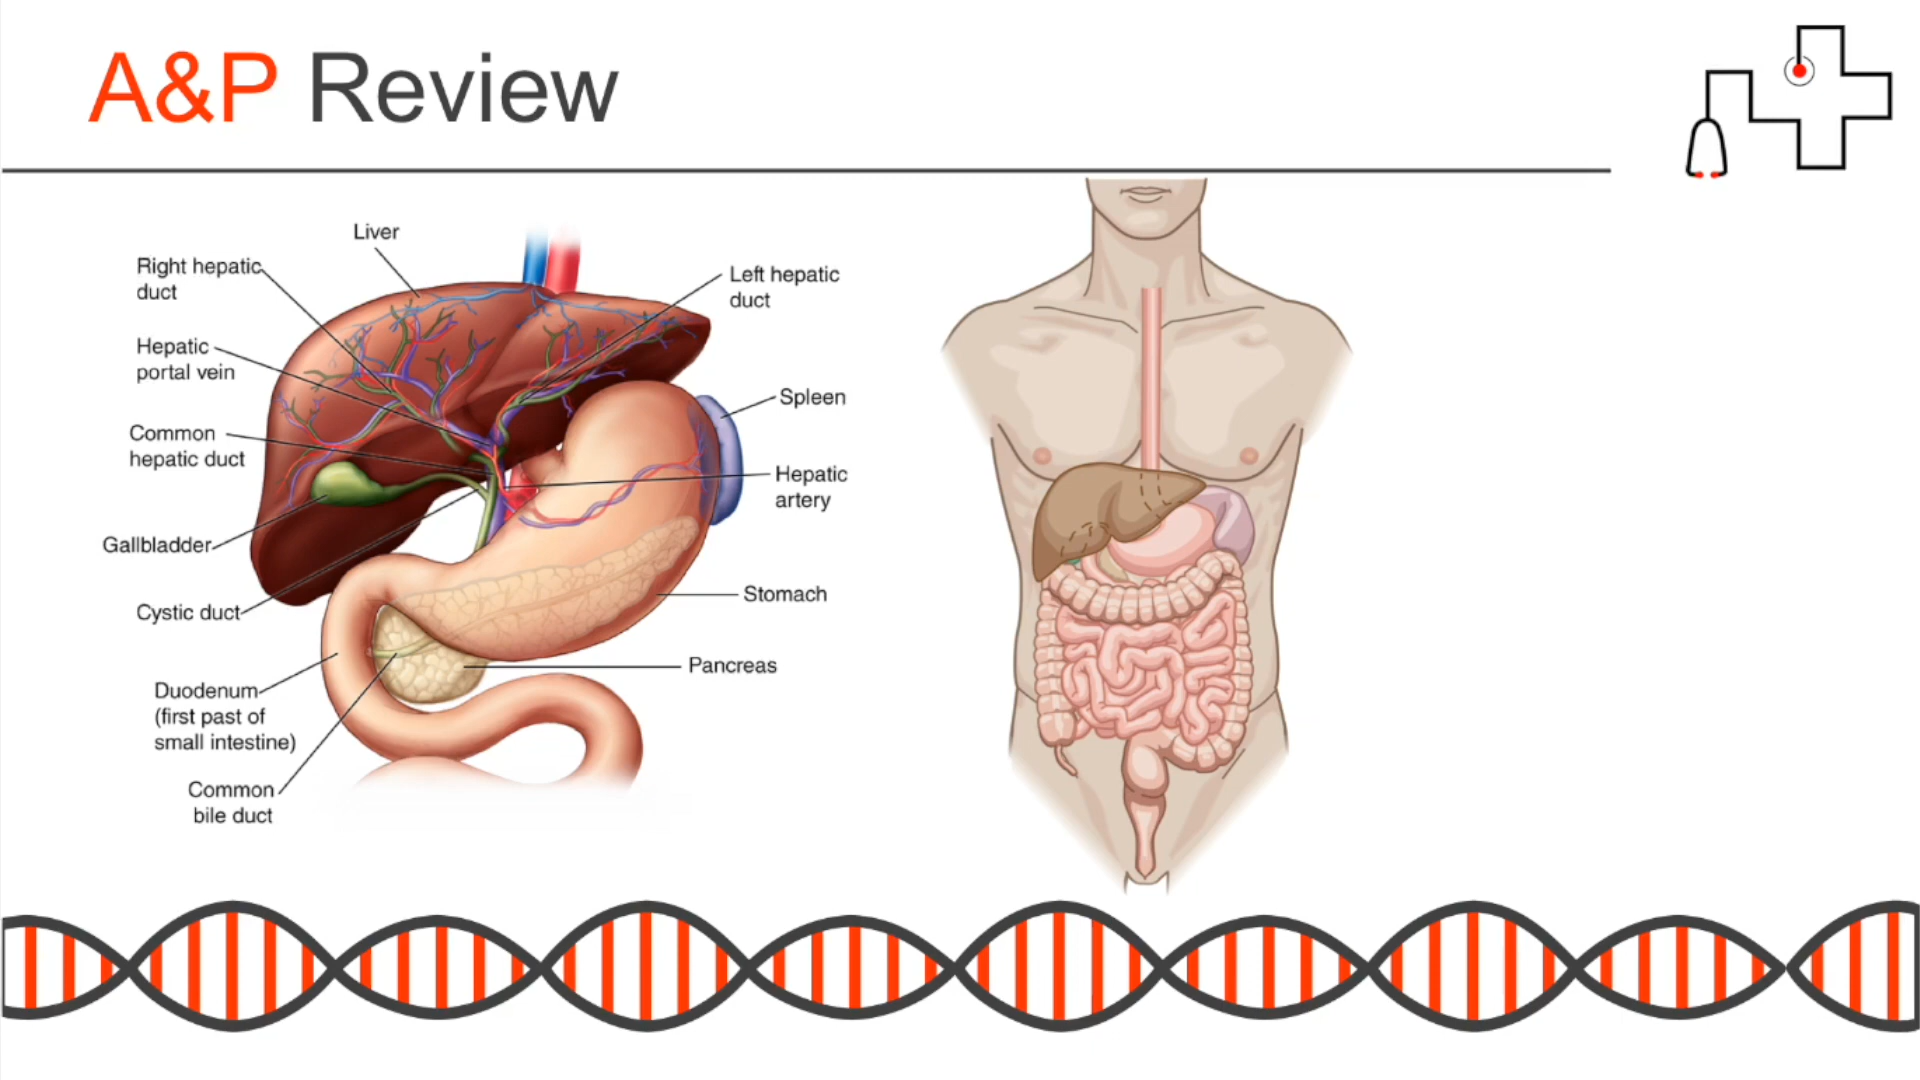 A&P Review
Liver
Right hepatic
duct
Left hepatic
duct
Hepatic
portal vein
Spleen
Common
hepatic duct
Hepatic
artery
Gallbladder
Stomach
Cystic duct
Pancreas
Duodenum
(first past of
small intestine)
Common
bile duct